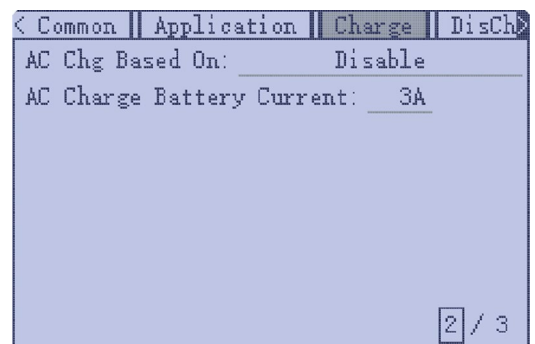 < Common Application Charge DisCh
AC Chg Based On: Disable
AC Charge Battery Current: 3A
2 / 3